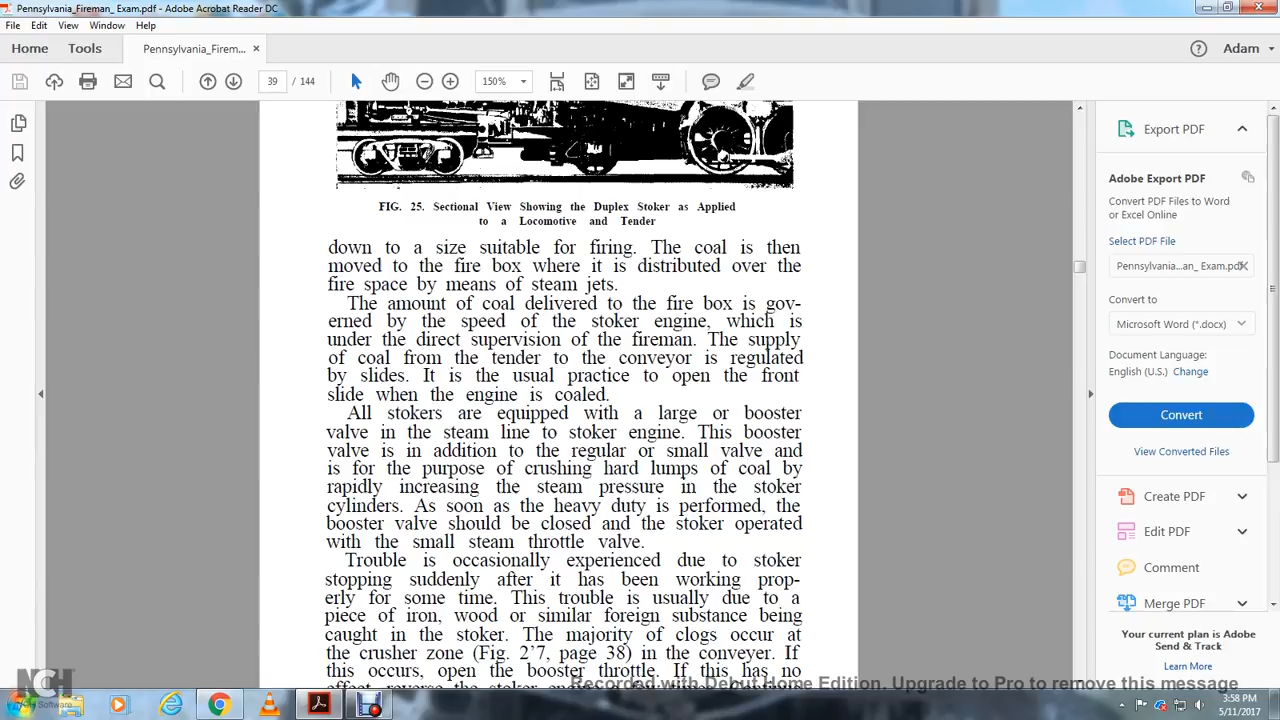 Pennsylvania_Fireman_ Exam.pdf - Adobe Acrobat Reader DC
File Edit View Window Help
Home Tools Pennsylvania_Firem... × Adam
39 / 144 150%
FIG. 25. Sectional View Showing the Duplex Stoker as Applied
to a Locomotive and Tender
down to a size suitable for firing. The coal is then
moved to the fire box where it is distributed over the
fire space by means of steam jets.
The amount of coal delivered to the fire box is gov-
erned by the speed of the stoker engine, which is
under the direct supervision of the fireman. The supply
of coal from the tender to the conveyor is regulated
by slides. It is the usual practice to open the front
slide when the engine is coaled.
All stokers are equipped with a large or booster
valve in the steam line to stoker engine. This booster
valve is in addition to the regular or small valve and
is for the purpose of crushing hard lumps of coal by
rapidly increasing the steam pressure in the stoker
cylinders. As soon as the heavy duty is performed, the
booster valve should be closed and the stoker operated
with the small steam throttle valve.
Trouble is occasionally experienced due to stoker
stopping suddenly after it has been working prop-
erly for some time. This trouble is usually due to a
piece of iron, wood or similar foreign substance being
caught in the stoker. The majority of clogs occur at
the crusher zone (Fig. 2’7, page 38) in the conveyer. If
this occurs, open the booster throttle. If this has no
Export PDF
Adobe Export PDF
Convert PDF Files to Word
or Excel Online
Select PDF File
Pennsylvania...an_ Exam.pdf
Convert to
Microsoft Word (*.docx)
Document Language:
English (U.S.) Change
Convert
View Converted Files
Create PDF
Edit PDF
Comment
Merge PDF
Your current plan is Adobe
Send & Track
Learn More
Recorded with Debut Home Edition. Upgrade to Pro to remove this message
NCH Software
3:58 PM
5/11/2017